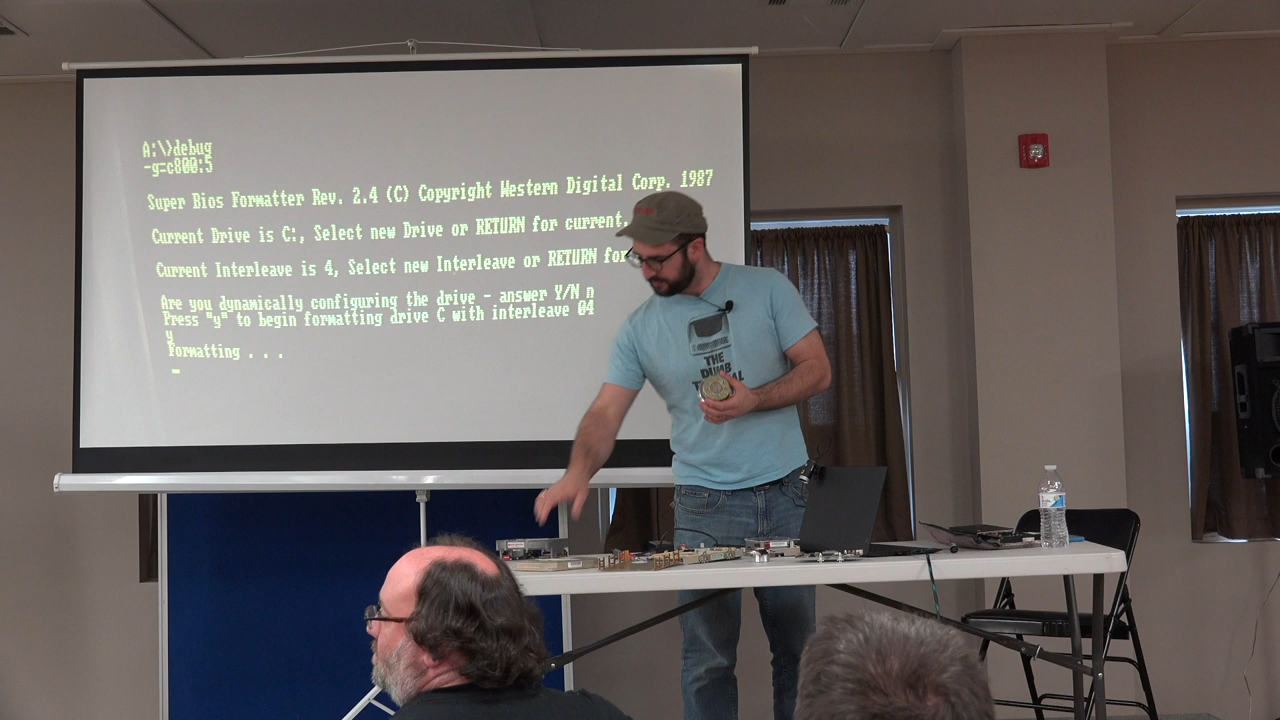 A:\>debug
-g=c800:5
Super Bios Formatter Rev. 2.4 (C) Copyright Western Digital Corp. 1987
Current Drive is C:, Select new Drive or RETURN for current.
Current Interleave is 4, Select new Interleave or RETURN for
Are you dynamically configuring the drive - answer Y/N n
Press "y" to begin formatting drive C with interleave 04
y
Formatting . . .
THE
DUMB